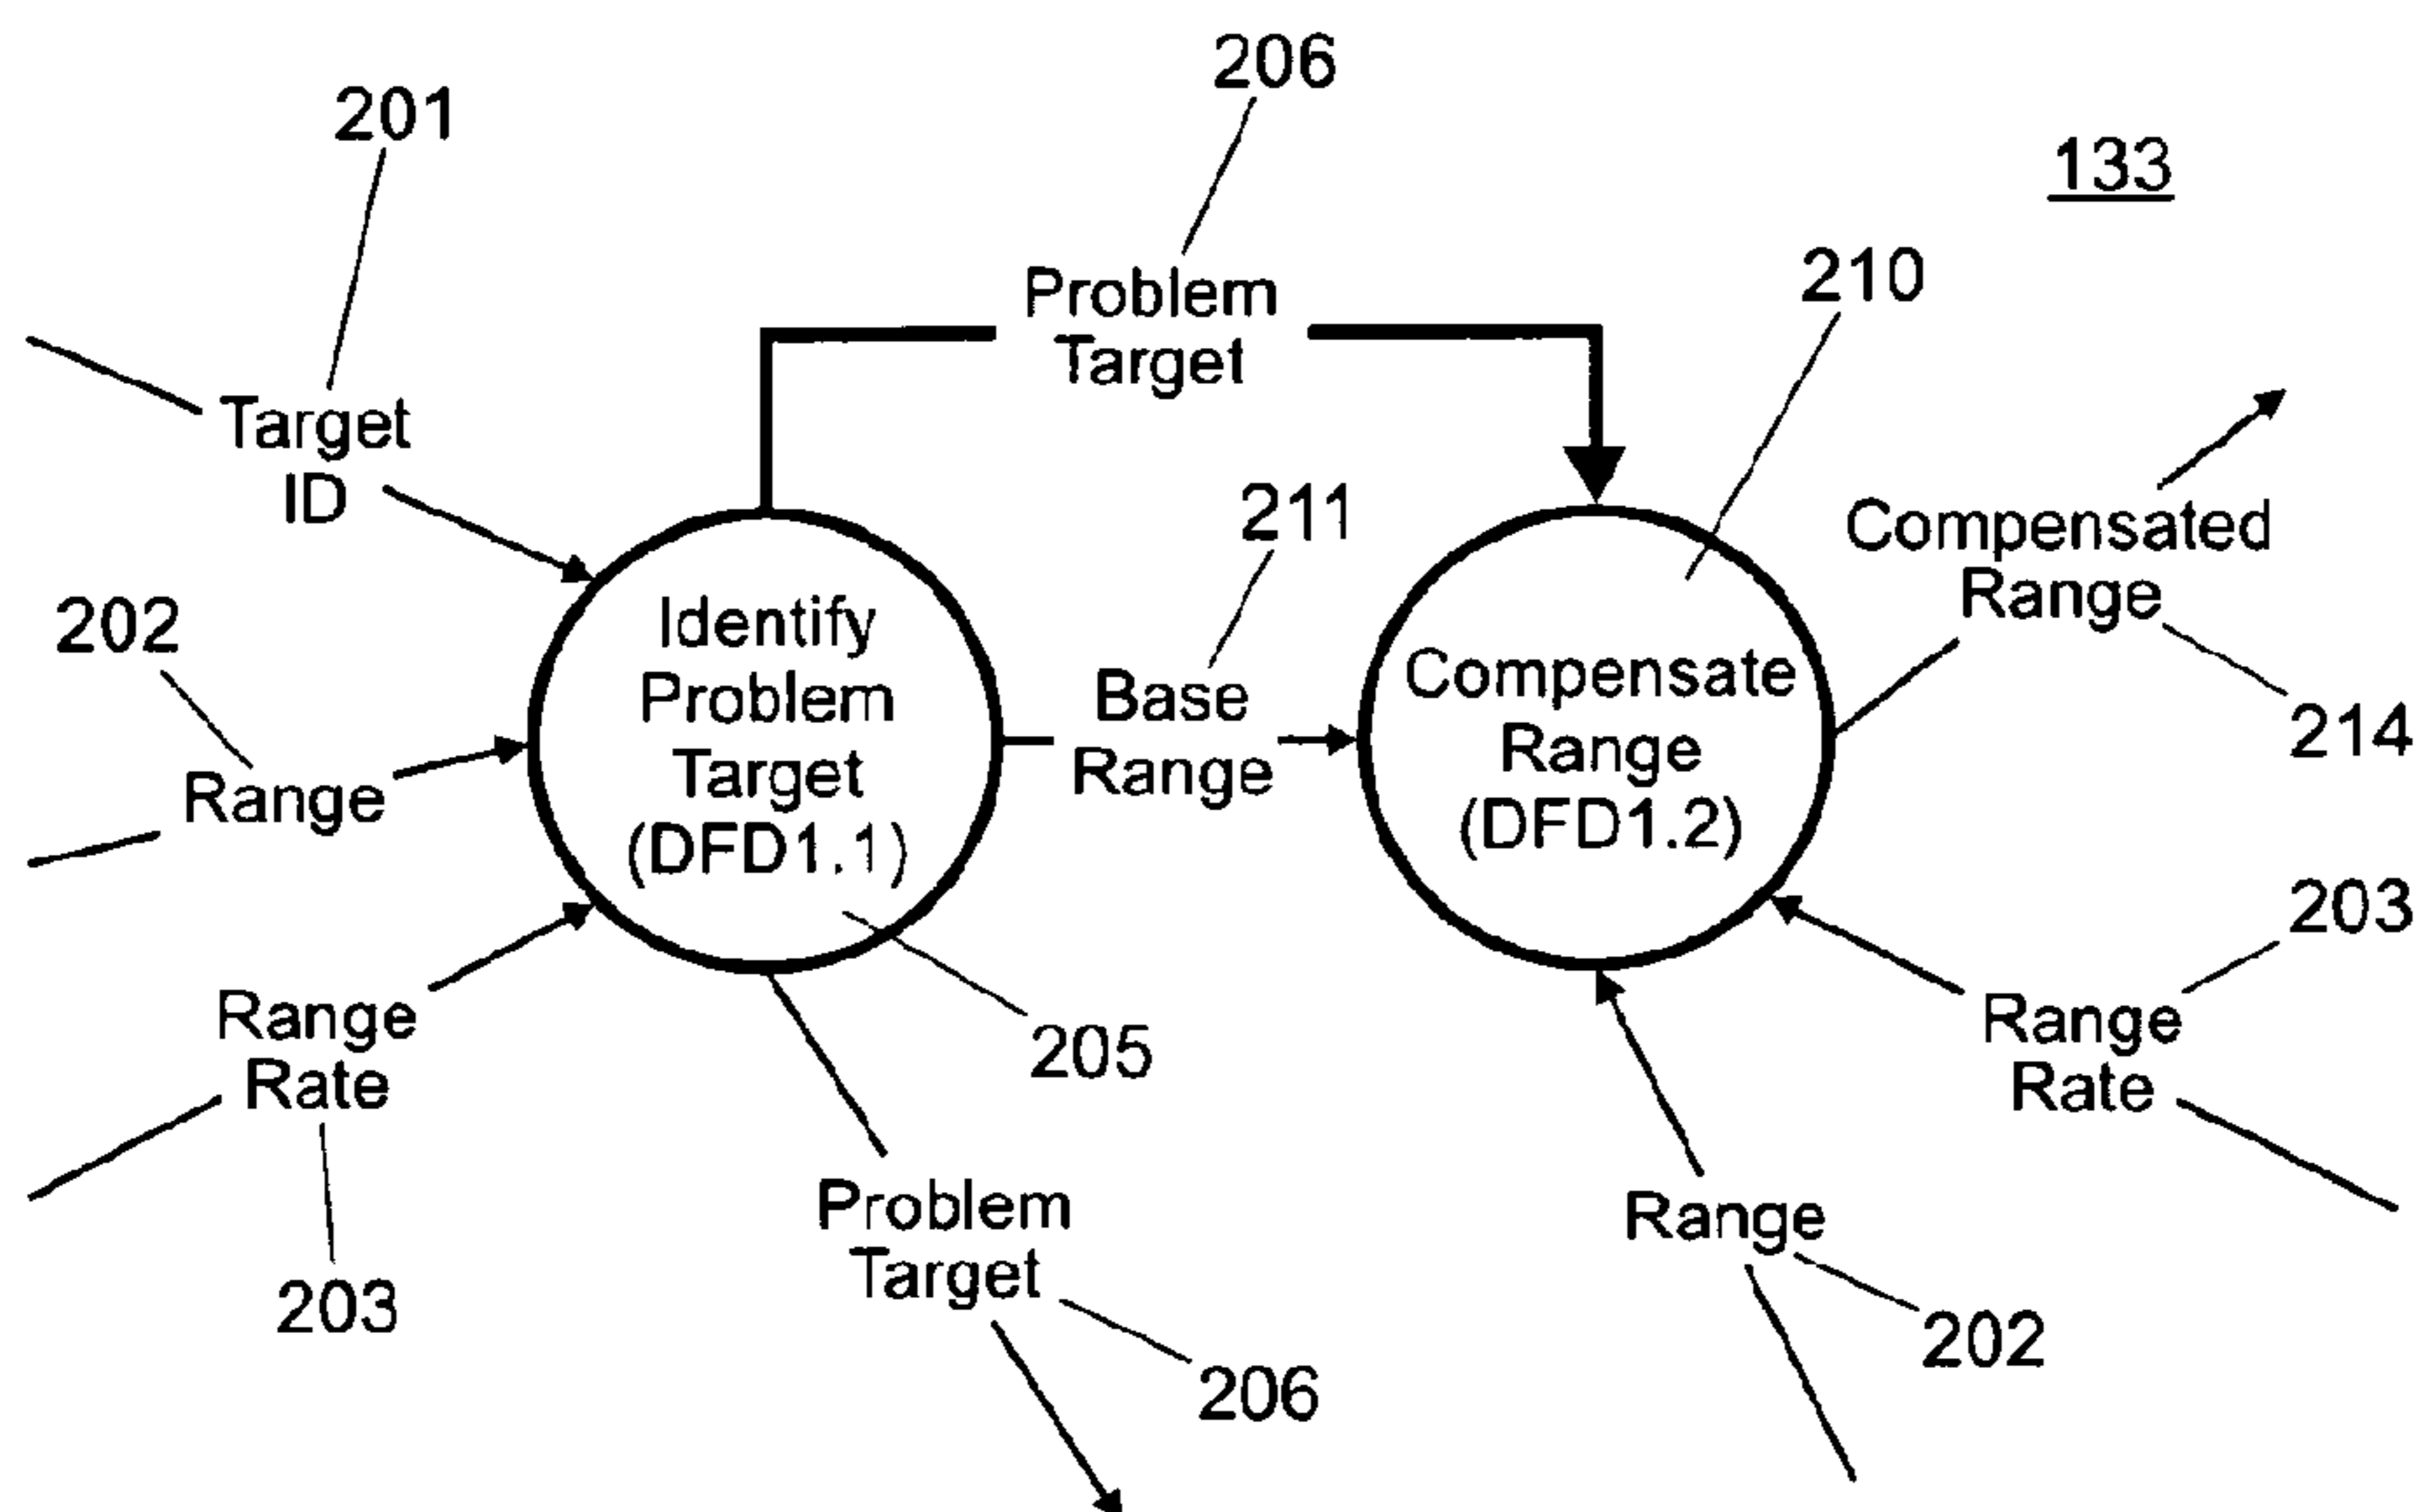 206
201
133
Problem
Target
210
Target
ID
211
Compensated
Range
202
Identify
Problem
Target
(DFD1.1)
Base
Range
Compensate
Range
(DFD1.2)
214
Range
203
Range
Rate
205
Range
Rate
Problem
Target
Range
203
206
202